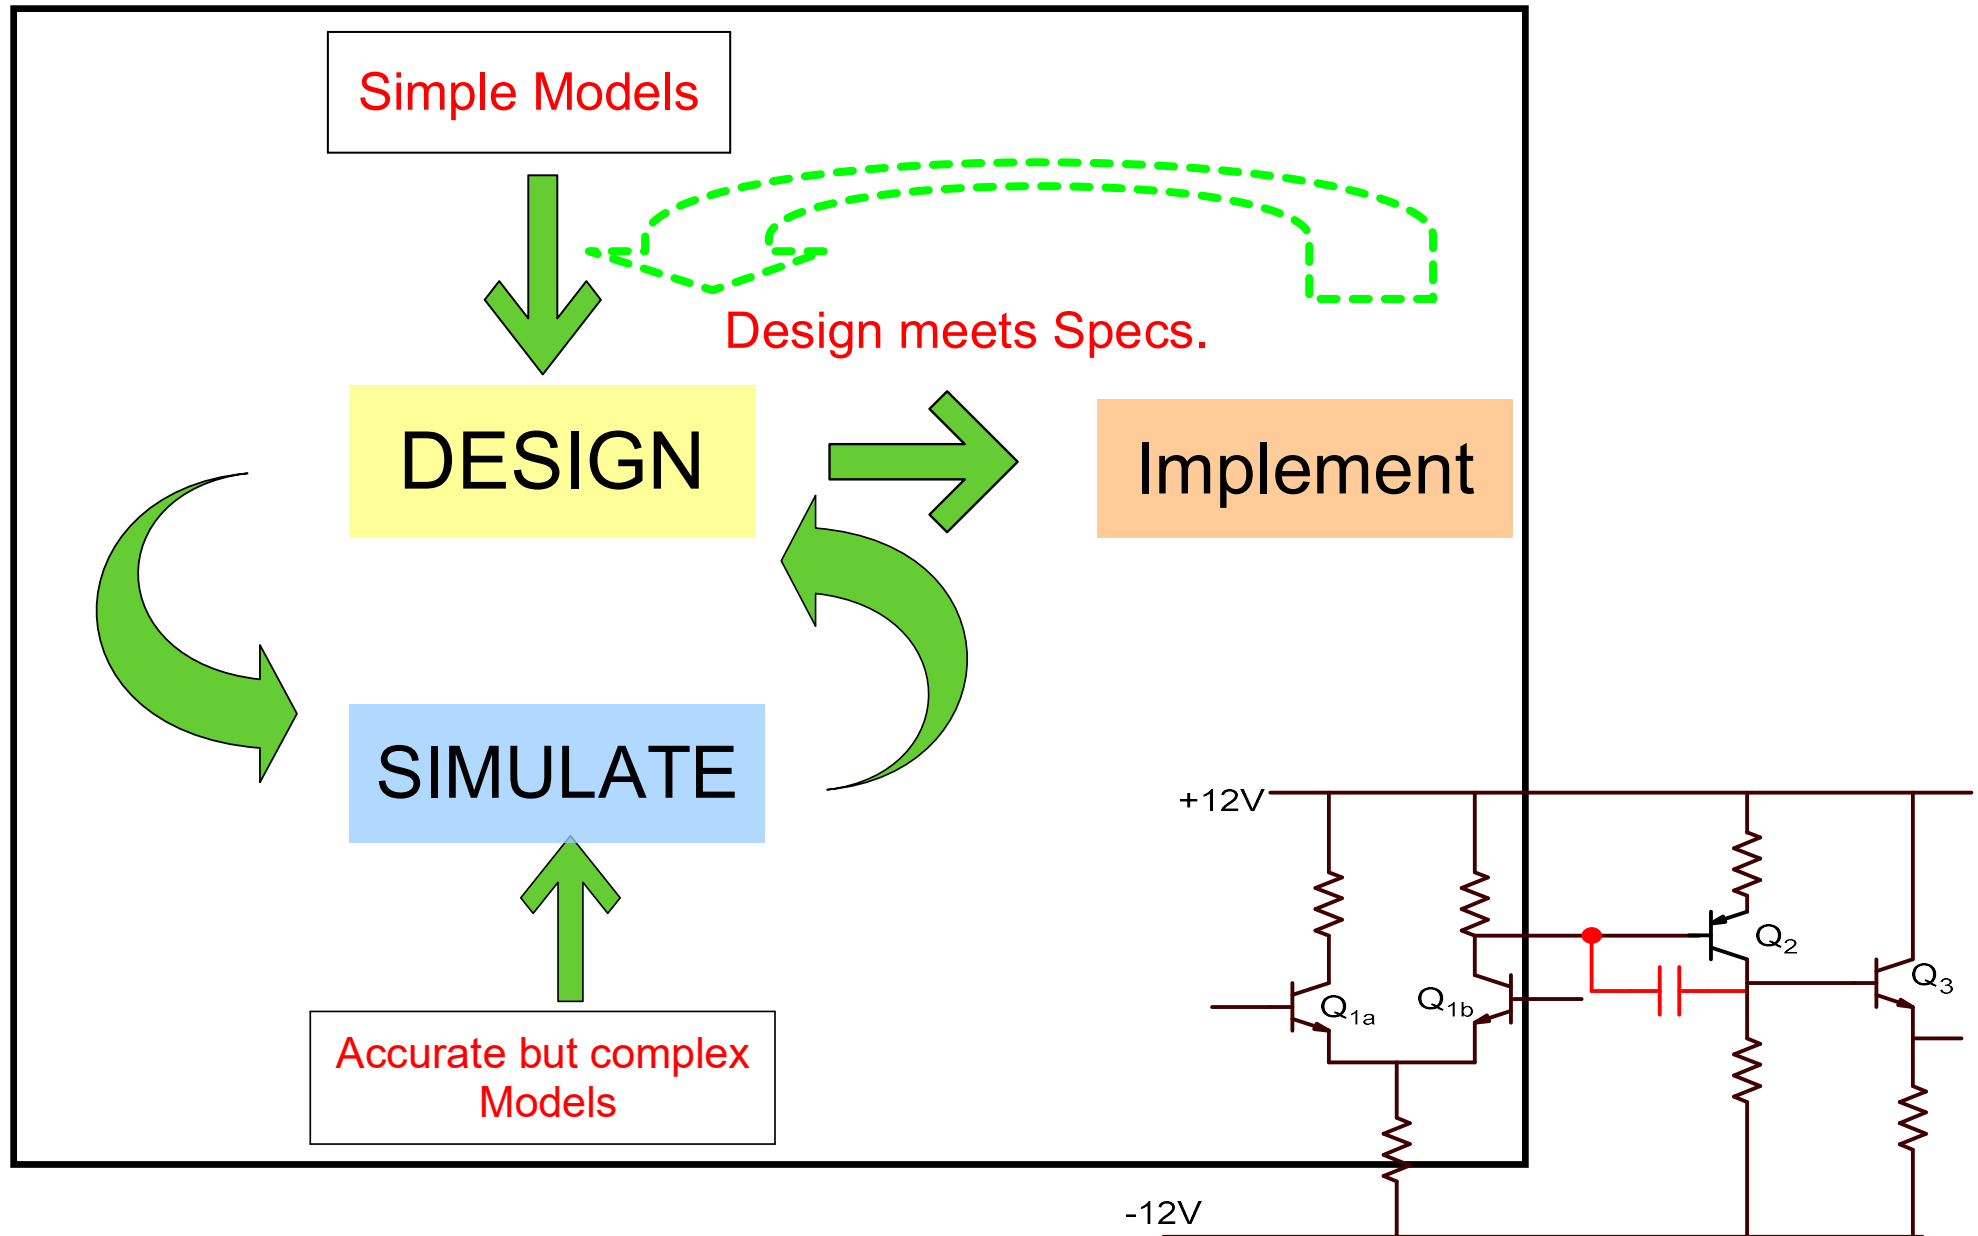 Simple Models
Design meets Specs.
DESIGN
Implement
SIMULATE
Accurate but complex
Models
+12V
Q2
Q3
Q1a
Q1b
-12V